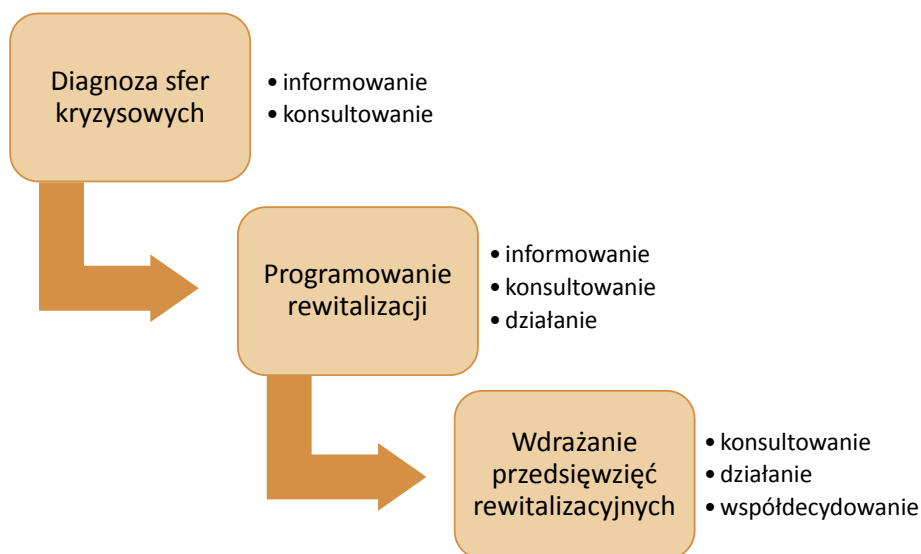 Diagnoza sfer
kryzysowych
• informowanie
• konsultowanie
Programowanie
rewitalizacji
• informowanie
• konsultowanie
• działanie
Wdrażanie
przedsięwzięć
rewitalizacyjnych
• konsultowanie
• działanie
• współdecydowanie